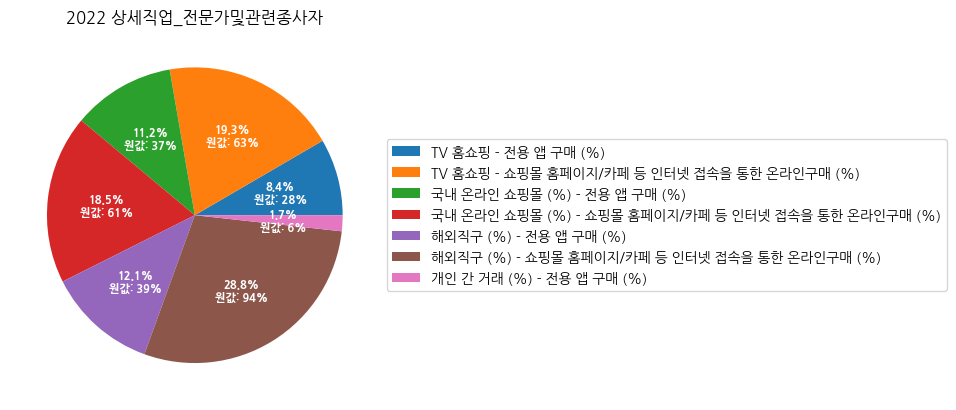 2022 상세직업_전문가및관련종사자
19.3%
원값: 63%
11.2%
원값: 37%
8.4%
원값: 28%
18.5%
원값: 61%
1.7%
원값: 6%
12.1%
원값: 39%
28.8%
원값: 94%
TV 홈쇼핑 - 전용 앱 구매 (%)
TV 홈쇼핑 - 쇼핑몰 홈페이지/카페 등 인터넷 접속을 통한 온라인구매 (%)
국내 온라인 쇼핑몰 (%) - 전용 앱 구매 (%)
국내 온라인 쇼핑몰 (%) - 쇼핑몰 홈페이지/카페 등 인터넷 접속을 통한 온라인구매 (%)
해외직구 (%) - 전용 앱 구매 (%)
해외직구 (%) - 쇼핑몰 홈페이지/카페 등 인터넷 접속을 통한 온라인구매 (%)
개인 간 거래 (%) - 전용 앱 구매 (%)